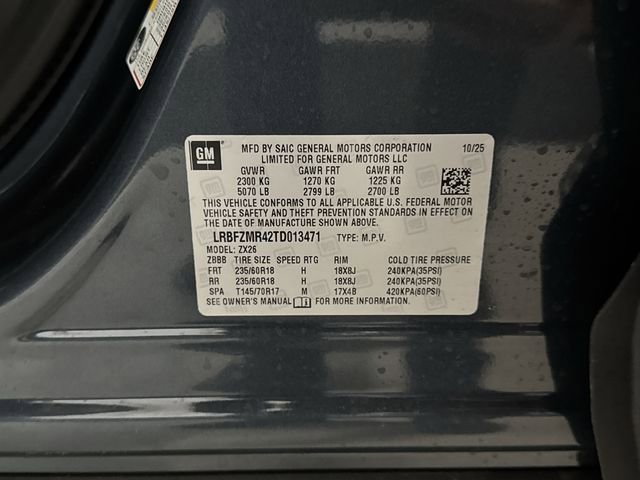 GM
MFD BY SAIC GENERAL MOTORS CORPORATION 10/25
LIMITED FOR GENERAL MOTORS LLC
GVWR GAWR FRT GAWR RR
2300 KG 1270 KG 1225 KG
5070 LB 2799 LB 2700 LB
THIS VEHICLE CONFORMS TO ALL APPLICABLE U.S. FEDERAL MOTOR
VEHICLE SAFETY AND THEFT PREVENTION STANDARDS IN EFFECT
ON THE DATE OF MANUFACTURE SHOWN ABOVE.
LRBFZMR42TD013471 TYPE: M.P.V.
MODEL: ZX26
ZBBB TIRE SIZE SPEED RTG RIM COLD TIRE PRESSURE
FRT 235/60R18 H 18X8J 240KPA(35PSI)
RR 235/60R18 H 18X8J 240KPA(35PSI)
SPA T145/70R17 M 17X4B 420KPA(60PSI)
SEE OWNER'S MANUAL FOR MORE INFORMATION.